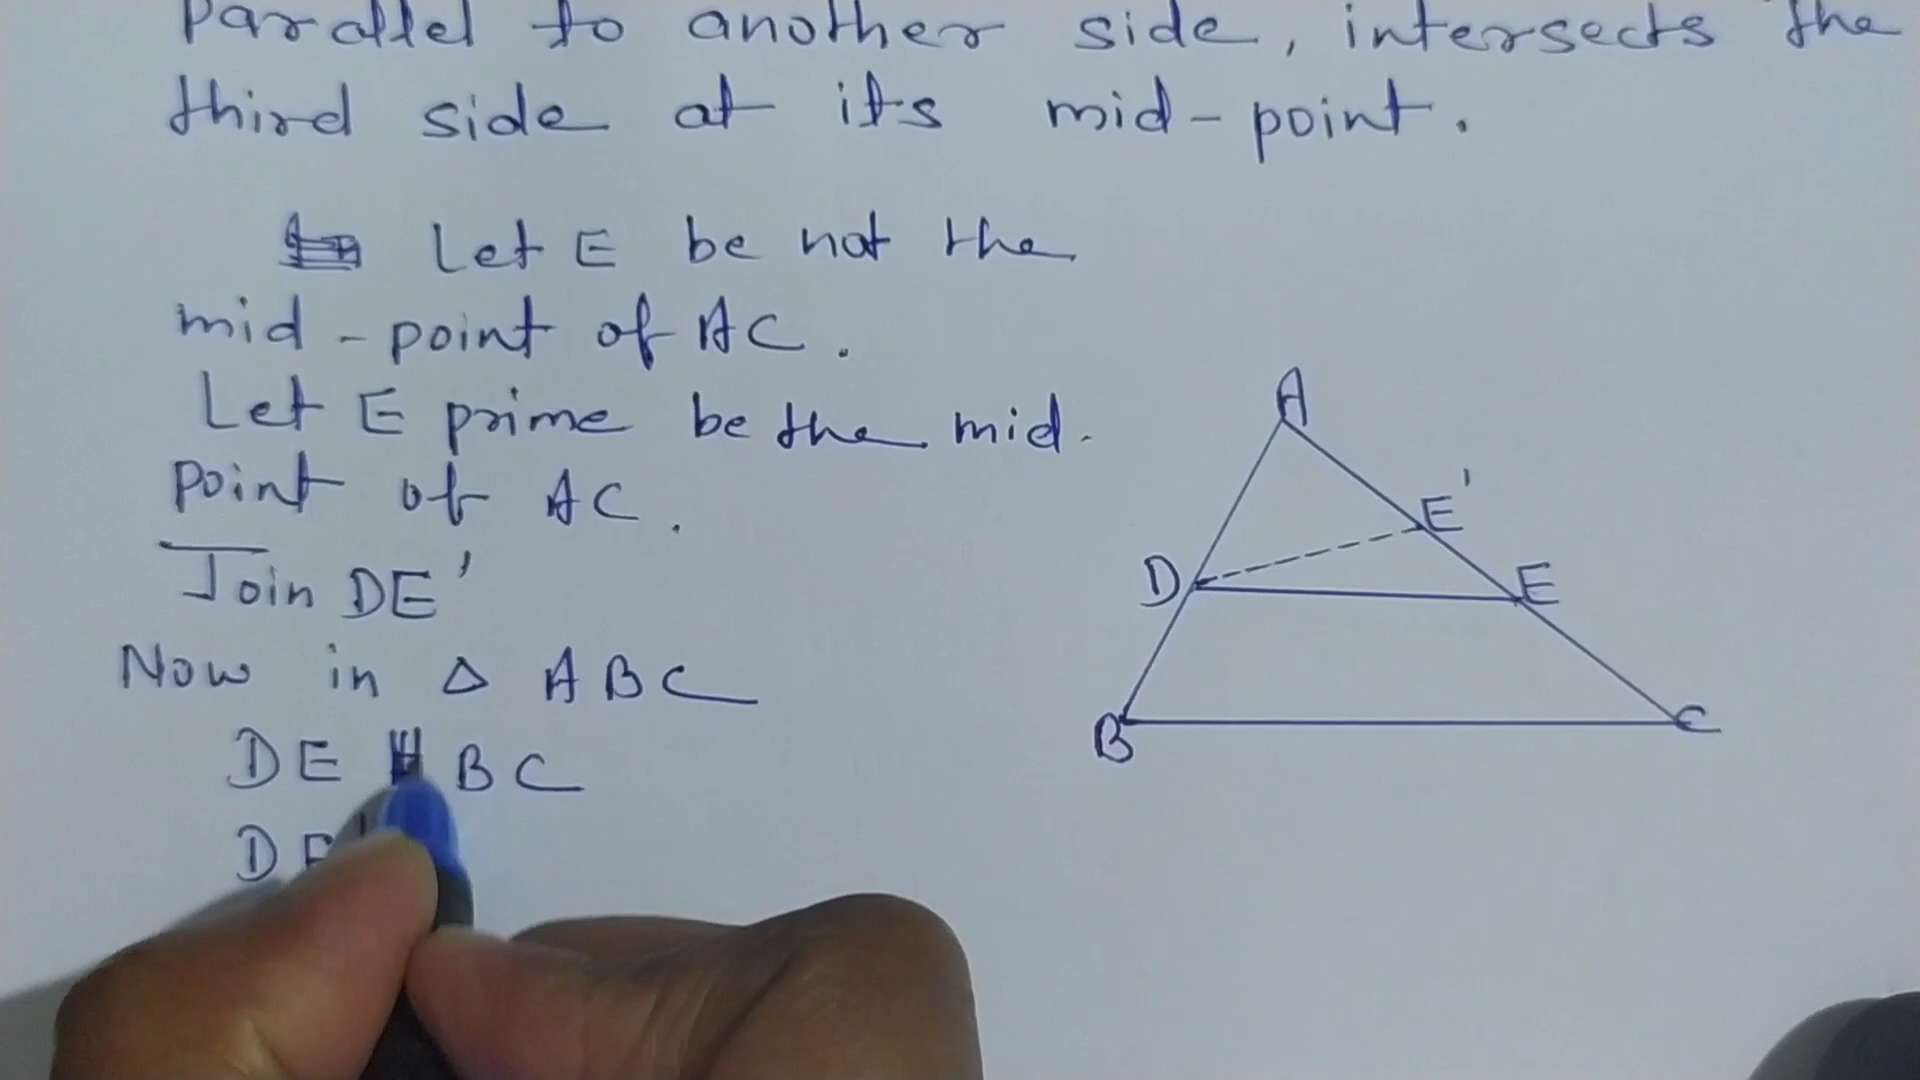 Parallel to another side, intersects the
third side at its mid-point.
Let E be not the
mid-point of AC.
Let E prime be the mid-
point of AC.
Join DE'
Now in △ ABC
DE || BC
DE'
A
E'
D
E
B
C